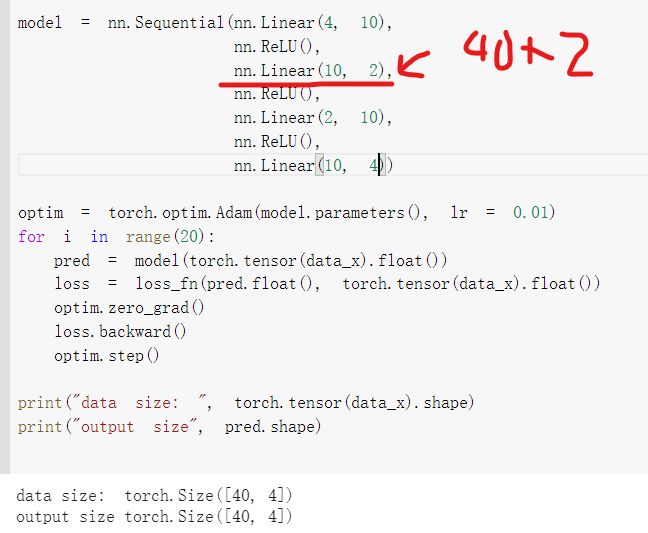 model = nn.Sequential(nn.Linear(4, 10),
nn.ReLU(),
nn.Linear(10, 2),
40*2
nn.ReLU(),
nn.Linear(2, 10),
nn.ReLU(),
nn.Linear(10, 4))
optim = torch.optim.Adam(model.parameters(), lr = 0.01)
for i in range(20):
pred = model(torch.tensor(data_x).float())
loss = loss_fn(pred.float(), torch.tensor(data_x).float())
optim.zero_grad()
loss.backward()
optim.step()
print("data size: ", torch.tensor(data_x).shape)
print("output size", pred.shape)
data size: torch.Size([40, 4])
output size torch.Size([40, 4])